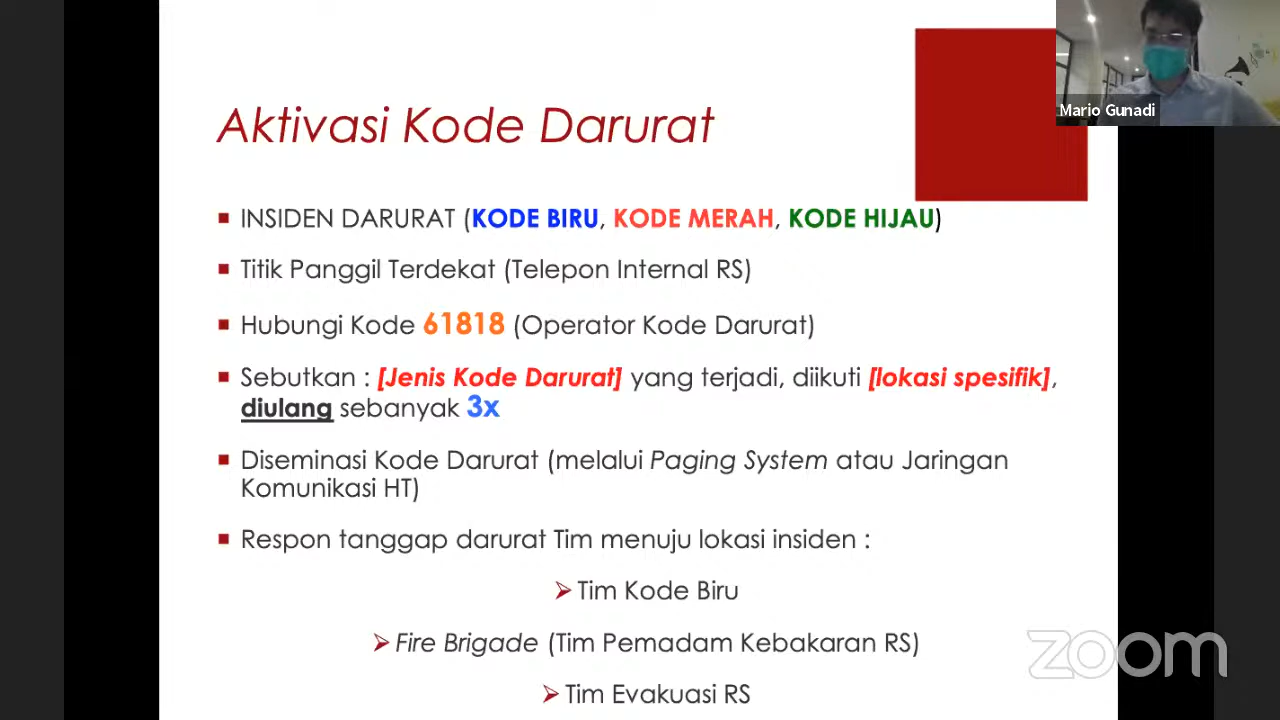 Mario Gunadi
Aktivasi Kode Darurat
INSIDEN DARURAT (KODE BIRU, KODE MERAH, KODE HIJAU)
Titik Panggil Terdekat (Telepon Internal RS)
Hubungi Kode 61818 (Operator Kode Darurat)
Sebutkan : [Jenis Kode Darurat] yang terjadi, diikuti [lokasi spesifik],
diulang sebanyak 3x
Diseminasi Kode Darurat (melalui Paging System atau Jaringan
Komunikasi HT)
Respon tanggap darurat Tim menuju lokasi insiden :
Tim Kode Biru
Fire Brigade (Tim Pemadam Kebakaran RS)
Tim Evakuasi RS
zoom